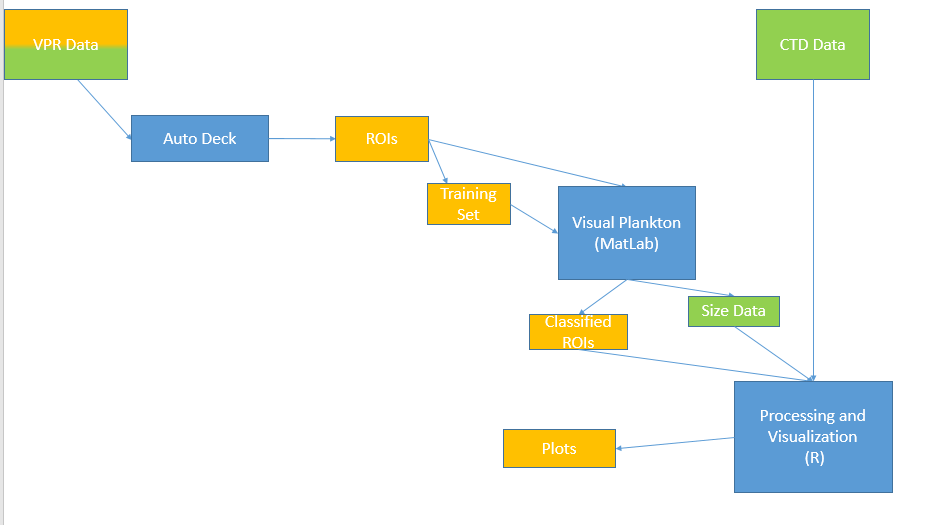 VPR Data
CTD Data
Auto Deck
ROIs
Training
Set
Visual Plankton
(MatLab)
Size Data
Classified
ROIs
Processing and
Visualization
(R)
Plots